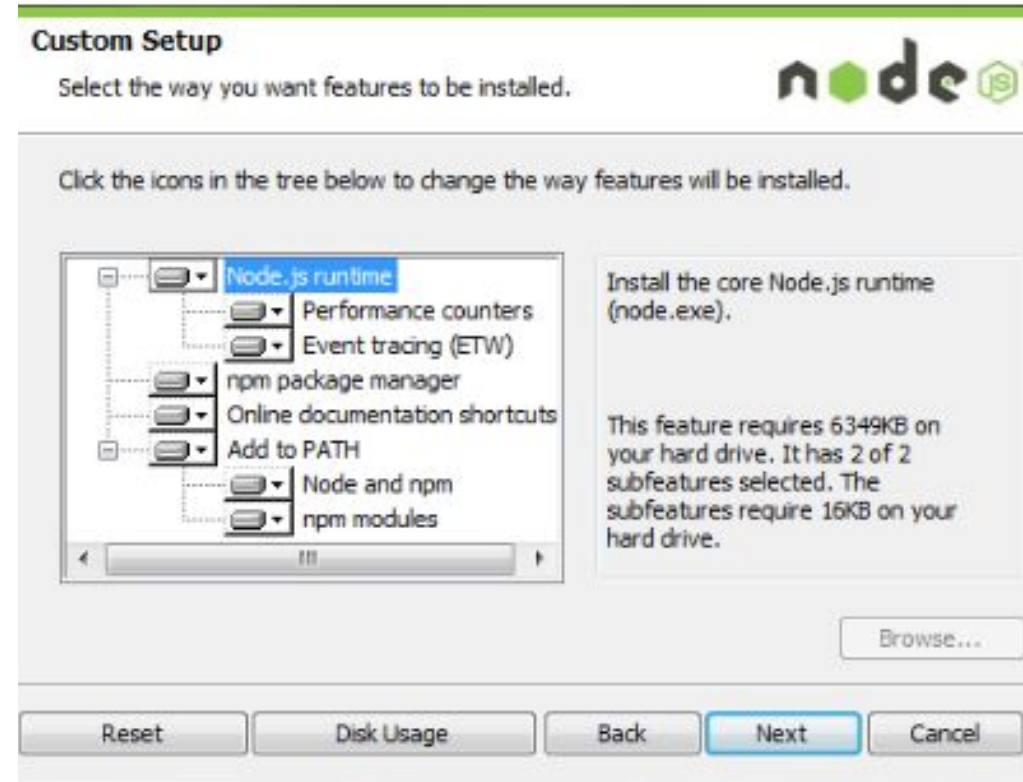 Custom Setup
Select the way you want features to be installed.
node JS
Click the icons in the tree below to change the way features will be installed.
Node.js runtime
Performance counters
Event tracing (ETW)
npm package manager
Online documentation shortcuts
Add to PATH
Node and npm
npm modules
Install the core Node.js runtime
(node.exe).
This feature requires 6349KB on
your hard drive. It has 2 of 2
subfeatures selected. The
subfeatures require 16KB on your
hard drive.
Browse...
Reset
Disk Usage
Back
Next
Cancel